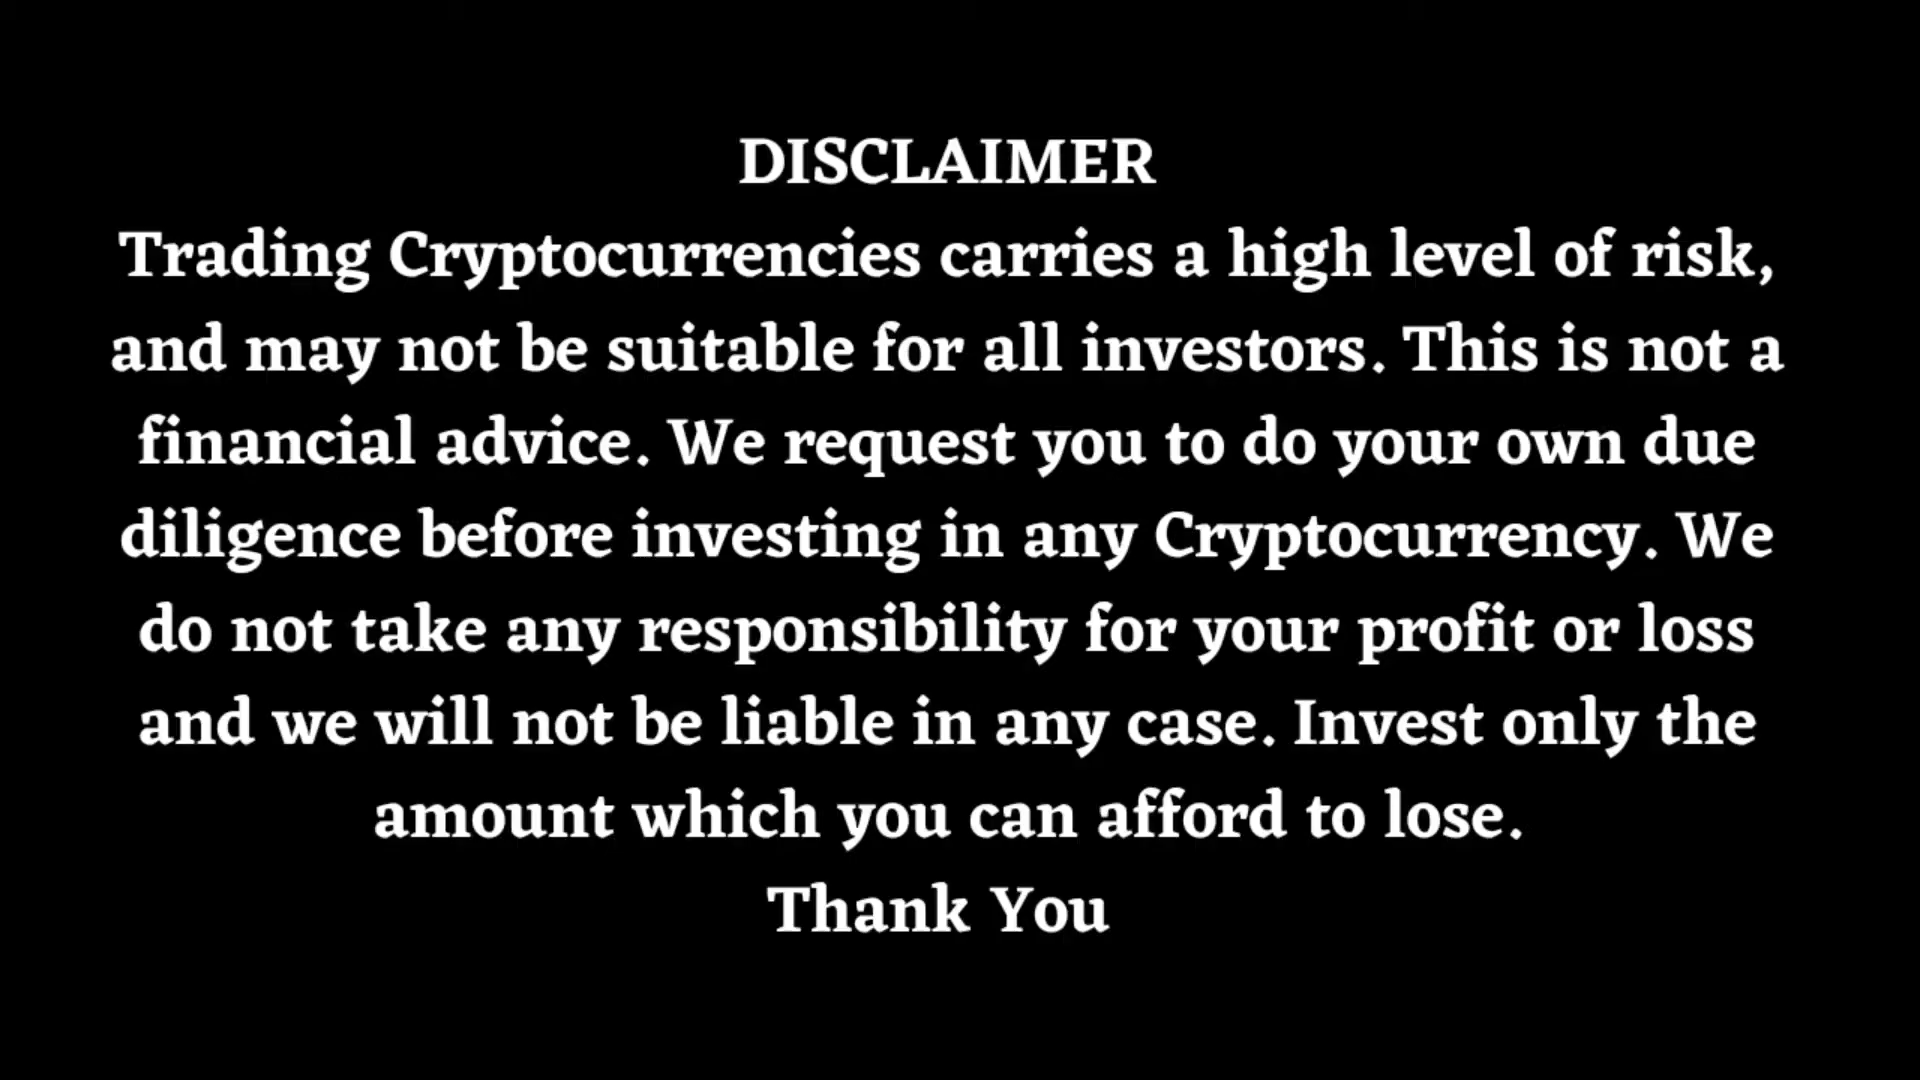 DISCLAIMER
Trading Cryptocurrencies carries a high level of risk,
and may not be suitable for all investors. This is not a
financial advice. We request you to do your own due
diligence before investing in any Cryptocurrency. We
do not take any responsibility for your profit or loss
and we will not be liable in any case. Invest only the
amount which you can afford to lose.
Thank You